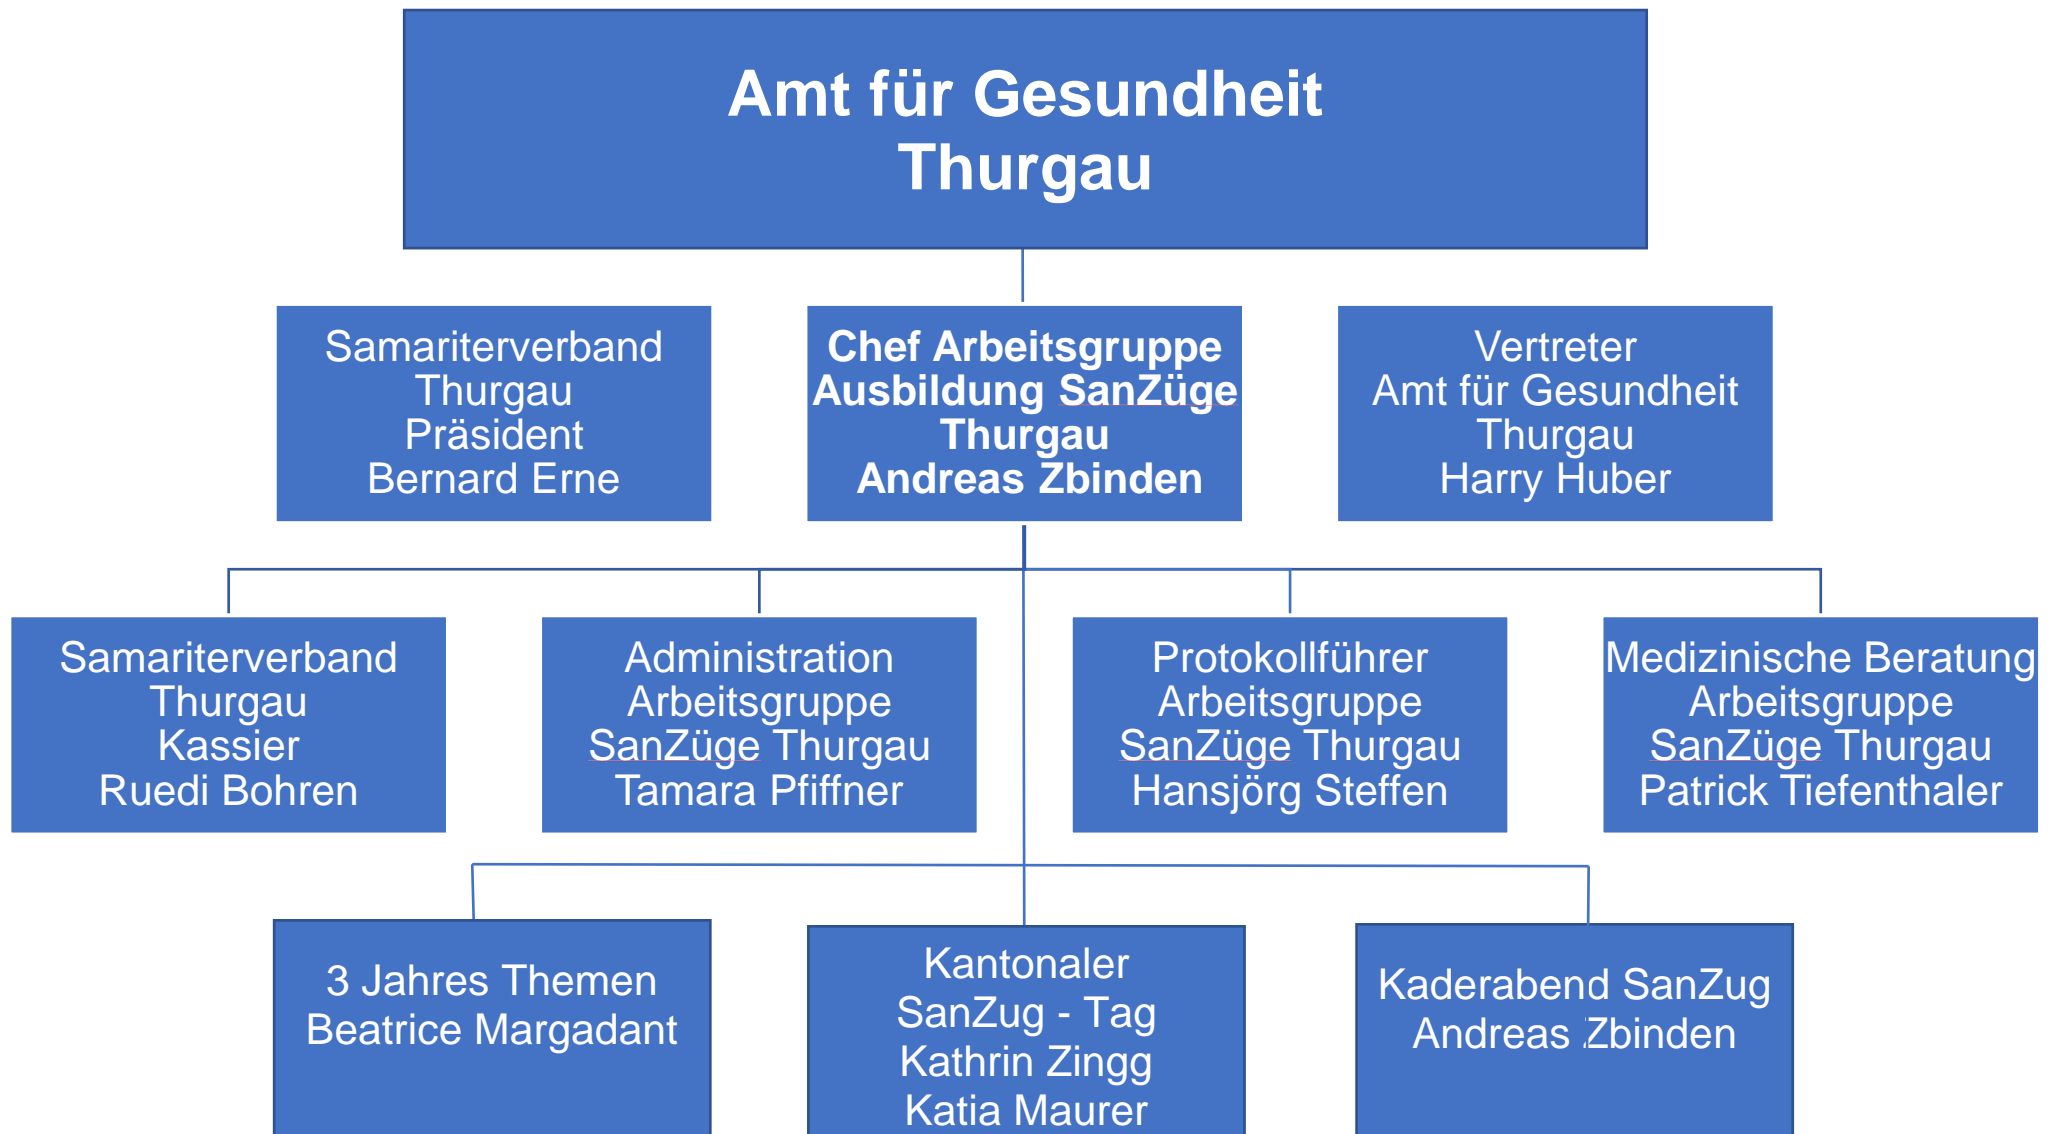 Amt für Gesundheit
Thurgau
Samariterverband
Thurgau
Präsident
Bernard Erne
Chef Arbeitsgruppe
Ausbildung SanZüge
Thurgau
Andreas Zbinden
Vertreter
Amt für Gesundheit
Thurgau
Harry Huber
Samariterverband
Thurgau
Kassier
Ruedi Bohren
Administration
Arbeitsgruppe
SanZüge Thurgau
Tamara Pfiffner
Protokollführer
Arbeitsgruppe
SanZüge Thurgau
Hansjörg Steffen
Medizinische Beratung
Arbeitsgruppe
SanZüge Thurgau
Patrick Tiefenthaler
3 Jahres Themen
Beatrice Margadant
Kantonaler
SanZug - Tag
Kathrin Zingg
Katia Maurer
Kaderabend SanZug
Andreas Zbinden